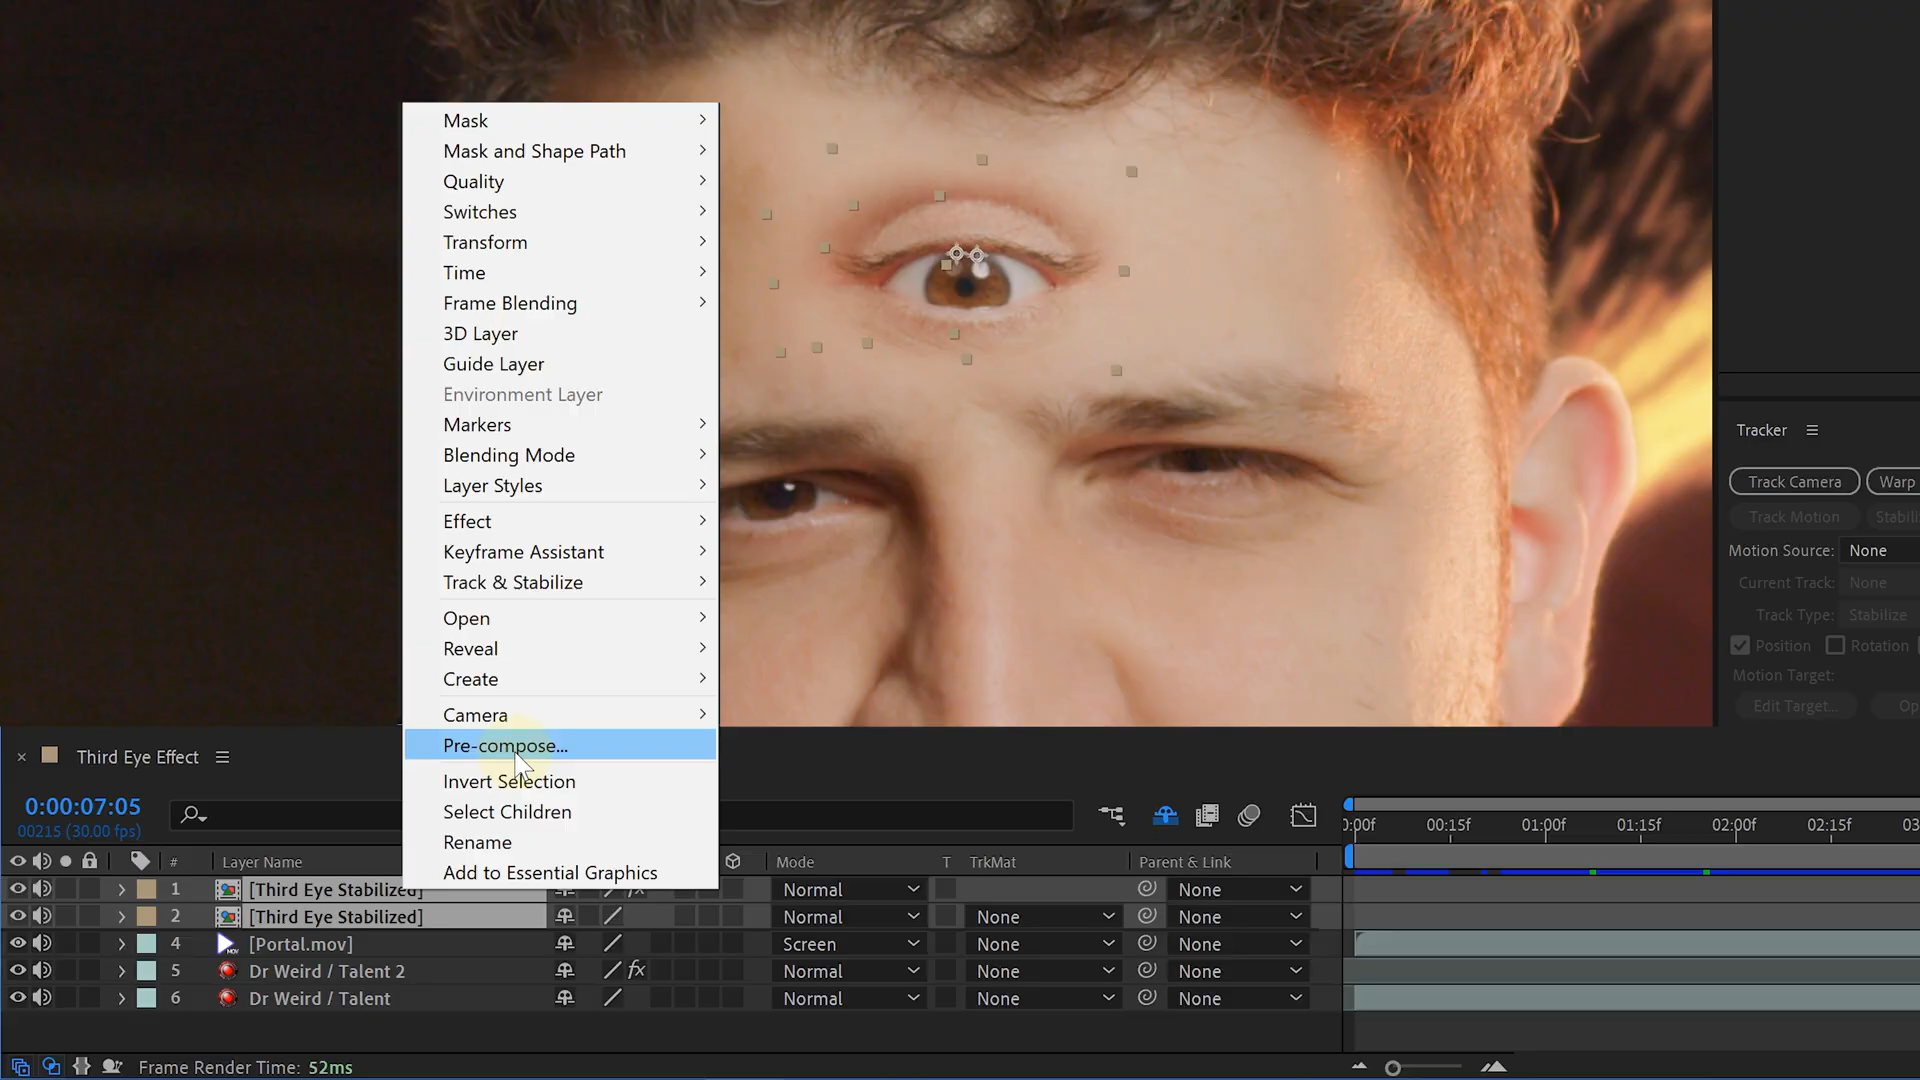 Mask
Mask and Shape Path
Quality
Switches
Transform
Time
Frame Blending
3D Layer
Guide Layer
Environment Layer
Markers
Blending Mode
Layer Styles
Effect
Keyframe Assistant
Track & Stabilize
Open
Reveal
Create
Camera
Pre-compose...
Invert Selection
Select Children
Rename
Add to Essential Graphics
Tracker
Track Camera Warp
Track Motion Stabili
Motion Source: None
Current Track: None
Track Type: Stabilize
Position Rotation
Motion Target:
Edit Target... Op
Third Eye Effect
0:00:07:05
00215 (30.00 fps)
0:00f 00:15f 01:00f 01:15f 02:00f 02:15f 03
# Layer Name Mode T TrkMat Parent & Link
1 [Third Eye Stabilized] Normal None
2 [Third Eye Stabilized] Normal None None
4 [Portal.mov] Screen None None
5 Dr Weird / Talent 2 fx Normal None None
6 Dr Weird / Talent Normal None None
Frame Render Time: 52ms